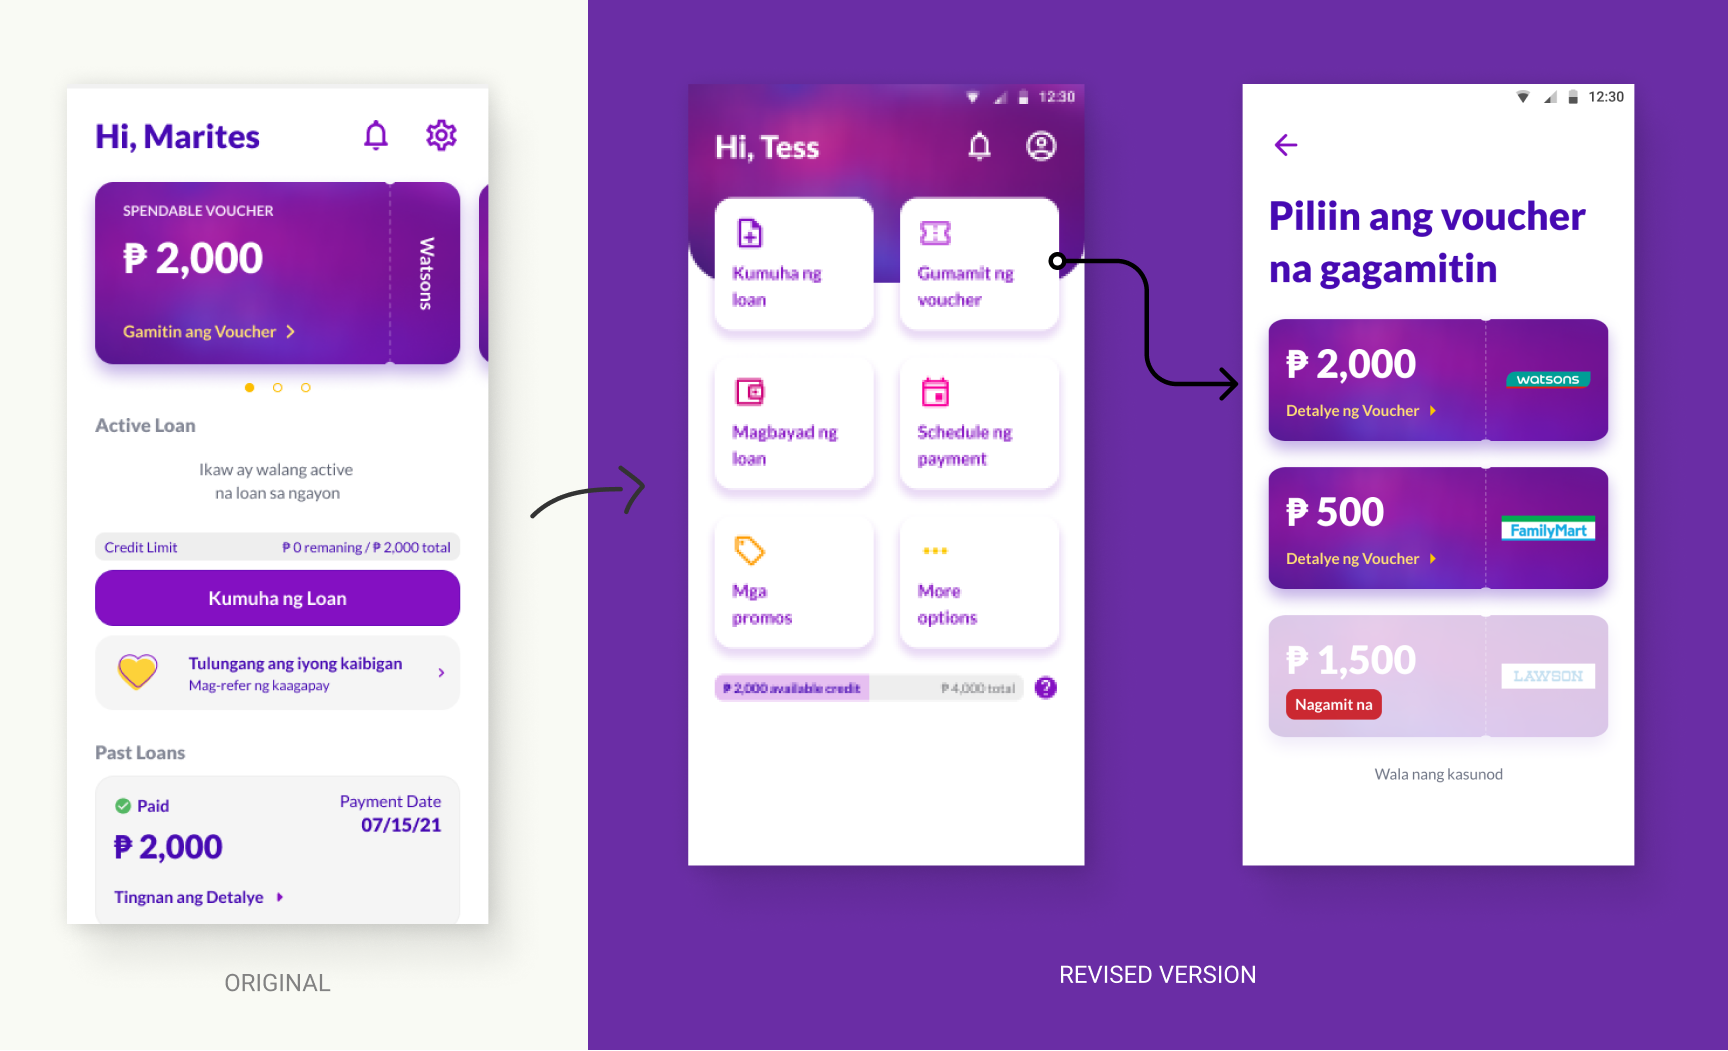 Hi, Marites
SPENDABLE VOUCHER
₱ 2,000
Watsons
Gamitin ang Voucher
Active Loan
Ikaw ay walang active
na loan sa ngayon
Credit Limit
₱ 0 remaning / ₱ 2,000 total
Kumuha ng Loan
Tulungang ang iyong kaibigan
Mag-refer ng kaagapay
Past Loans
Paid
Payment Date
07/15/21
₱ 2,000
Tingnan ang Detalye
ORIGINAL
12:30
Hi, Tess
Kumuha ng
loan
Gumamit ng
voucher
Magbayad ng
loan
Schedule ng
payment
Mga
promos
More
options
₱ 2,000 available credit
₱ 4,000 total
?
12:30
Piliin ang voucher
na gagamitin
₱ 2,000
Detalye ng Voucher
watsons
₱ 500
Detalye ng Voucher
FamilyMart
₱ 1,500
Nagamit na
LAWSON
Wala nang kasunod
REVISED VERSION